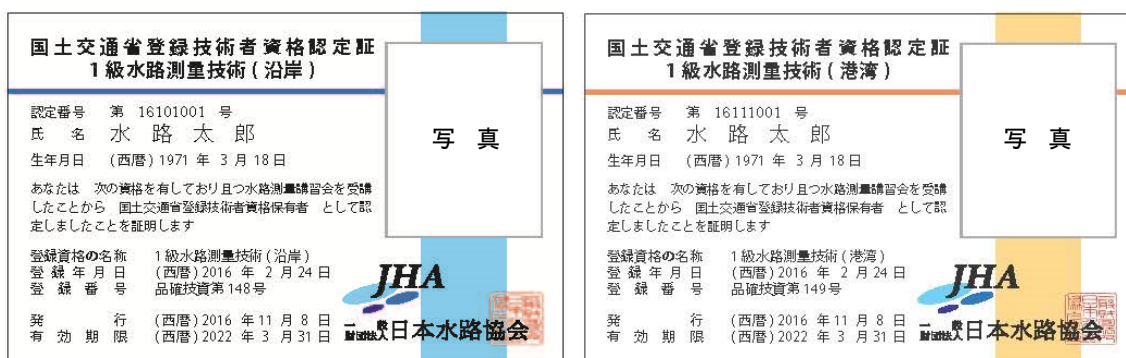 国土交通省登録技術者資格認定証
1級水路測量技術(沿岸)
認定番号 第 16101001 号
氏名 水路太郎
生年月日 (西暦)1971 年 3 月 18 日
写 真
あなたは 次の資格を有しており且つ水路測量講習会を受講
したことから 国土交通省登録技術者資格保有者 として認
定しましたことを証明します
登録資格の名称 1級水路測量技術(沿岸)
登録年月日 (西暦)2016 年 2 月 24 日
登録番号 品確技資第 148 号
発行 (西暦)2016 年 11 月 8 日
有効期限 (西暦)2022 年 3 月 31 日
JHA
日本水路協会
国土交通省登録技術者資格認定証
1級水路測量技術(港湾)
認定番号 第 16111001 号
氏名 水路太郎
生年月日 (西暦)1971 年 3 月 18 日
写 真
あなたは 次の資格を有しており且つ水路測量講習会を受講
したことから 国土交通省登録技術者資格保有者 として認
定しましたことを証明します
登録資格の名称 1級水路測量技術(港湾)
登録年月日 (西暦)2016 年 2 月 24 日
登録番号 品確技資第 149 号
発行 (西暦)2016 年 11 月 8 日
有効期限 (西暦)2022 年 3 月 31 日
JHA
日本水路協会